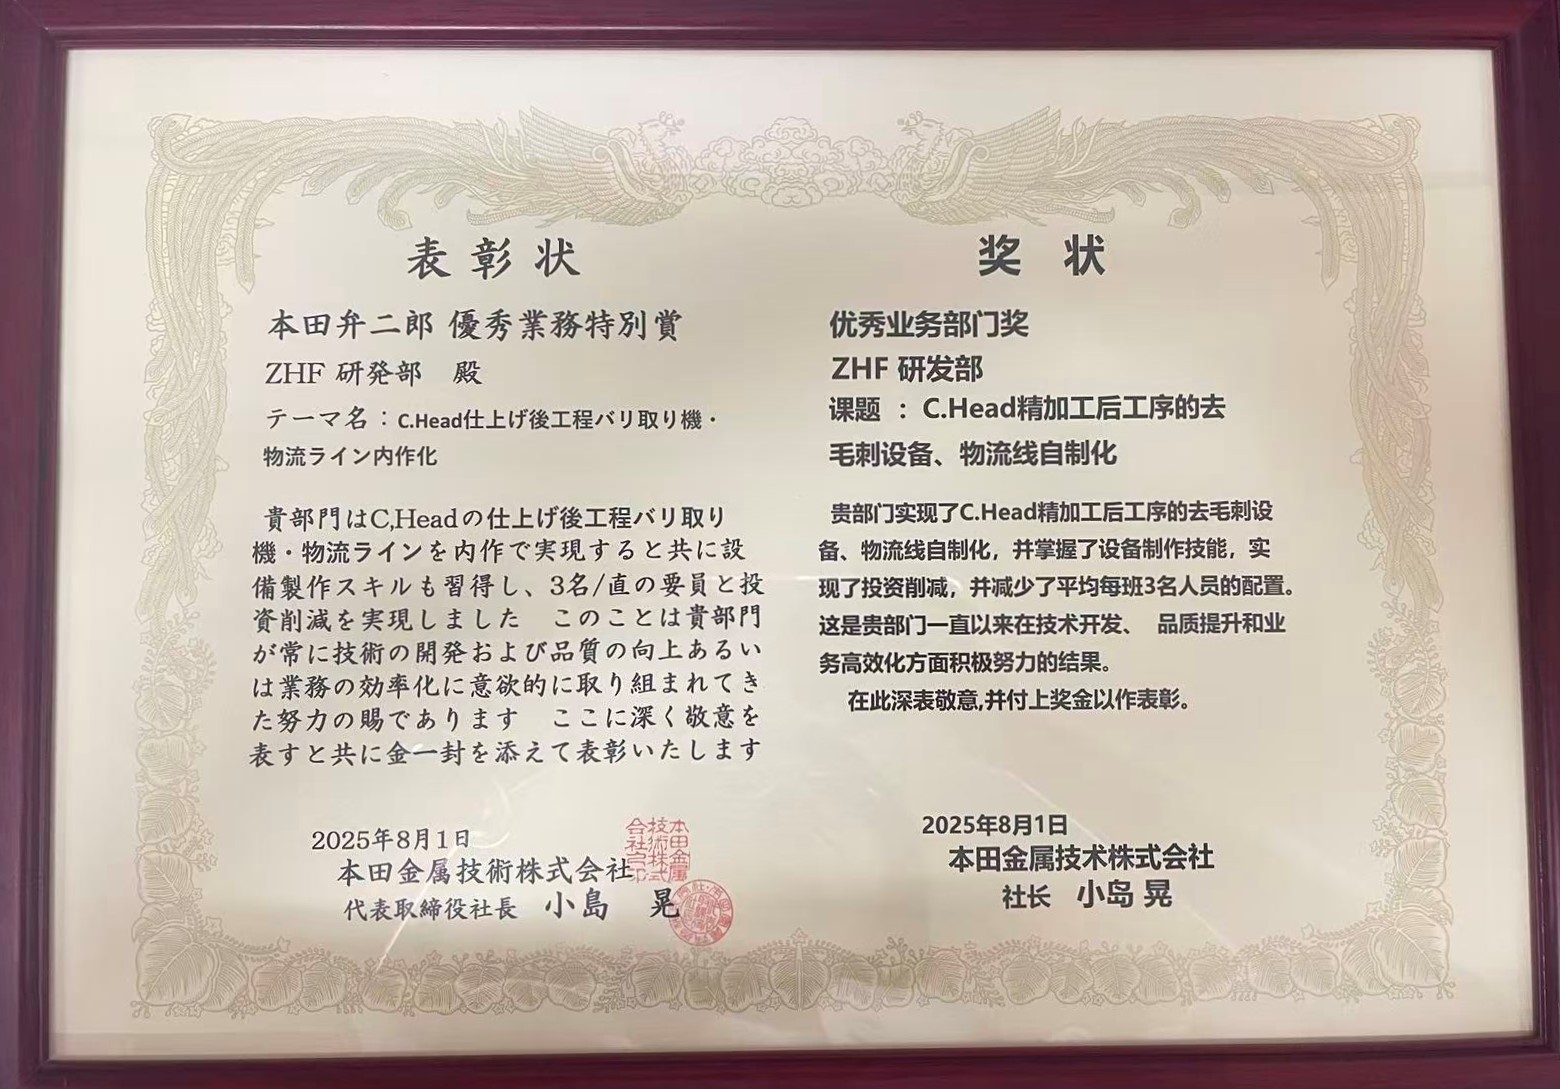 表彰状
本田弁二郎 優秀業務特別賞
ZHF 研発部 殿
テーマ名：C.Head仕上げ後工程バリ取り機・
物流ライン内作化
貴部門はC,Headの仕上げ後工程バリ取り
機・物流ラインを内作で実現すると共に設
備製作スキルも習得し、3名/直の要員と投
資削減を実現しました　このことは貴部門
が常に技術の開発および品質の向上あるい
は業務の効率化に意欲的に取り組まれてき
た努力の賜であります　ここに深く敬意を
表すと共に金一封を添えて表彰いたします
2025年8月1日
本田金属技術株式会社
代表取締役社長　小島　晃
本田金属
技術株式
会社之印
奖 状
优秀业务部门奖
ZHF 研发部
课题 ：C.Head精加工后工序的去
毛刺设备、物流线自制化
贵部门实现了C.Head精加工后工序的去毛刺设
备、物流线自制化，并掌握了设备制作技能，实
现了投资削减，并减少了平均每班3名人员的配置。
这是贵部门一直以来在技术开发、 品质提升和业
务高效化方面积极努力的结果。
在此深表敬意,并付上奖金以作表彰。
2025年8月1日
本田金属技术株式会社
社长　小岛 晃